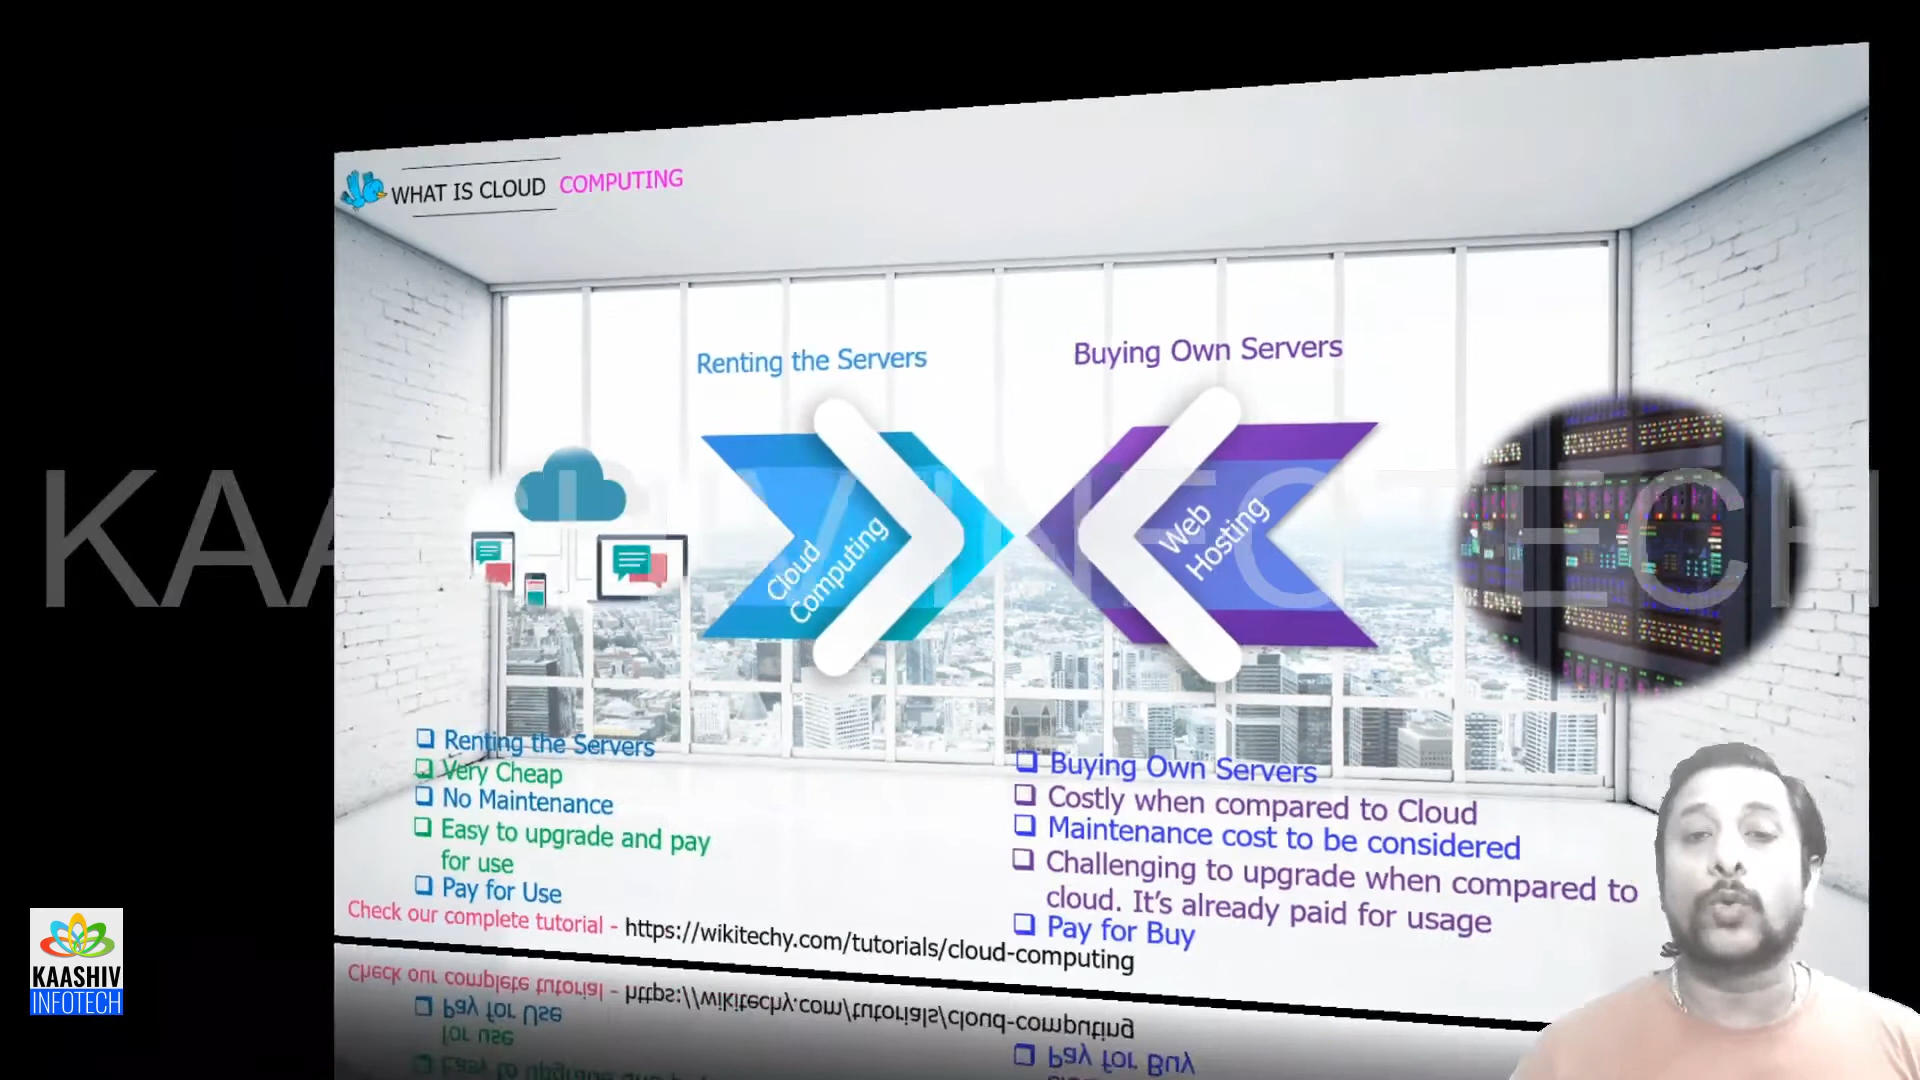 WHAT IS CLOUD COMPUTING
Renting the Servers
Buying Own Servers
KAASHIV INFOTECH
Cloud
Computing
Web
Hosting
❑ Renting the Servers
❑ Very Cheap
❑ No Maintenance
❑ Easy to upgrade and pay
for use
❑ Pay for Use
❑ Buying Own Servers
❑ Costly when compared to Cloud
❑ Maintenance cost to be considered
❑ Challenging to upgrade when compared to
cloud. It's already paid for usage
❑ Pay for Buy
Check our complete tutorial - https://wikitechy.com/tutorials/cloud-computing
KAASHIV
INFOTECH